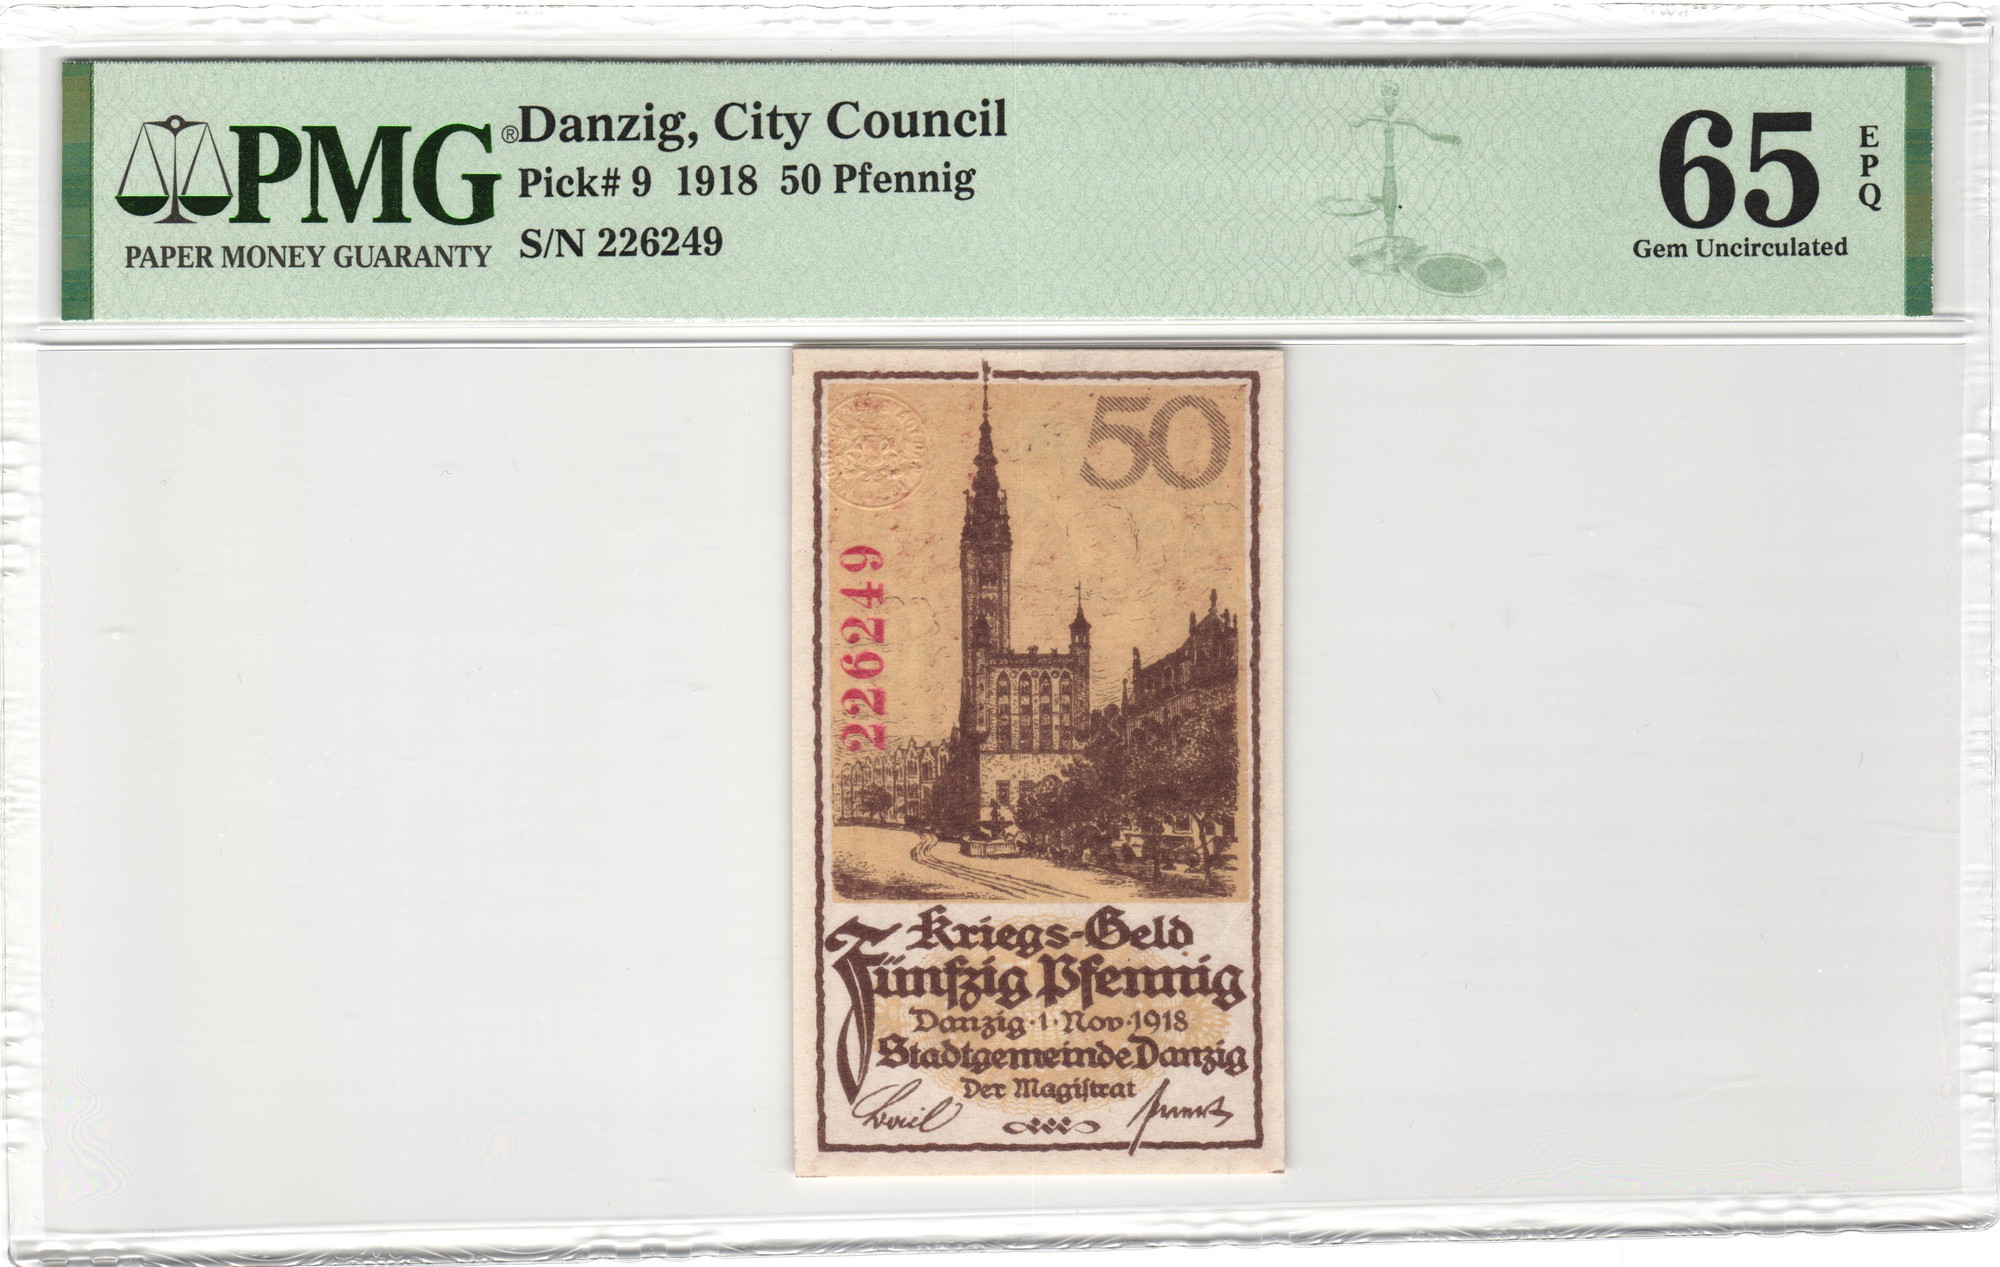 PMG®
PAPER MONEY GUARANTY
Danzig, City Council
Pick# 9 1918 50 Pfennig
S/N 226249
65
EPQ
Gem Uncirculated
50
226249
Kriegs-Geld
Fünfzig Pfennig
Danzig·1·Nov·1918
Stadtgemeinde Danzig
Der Magiſtrat